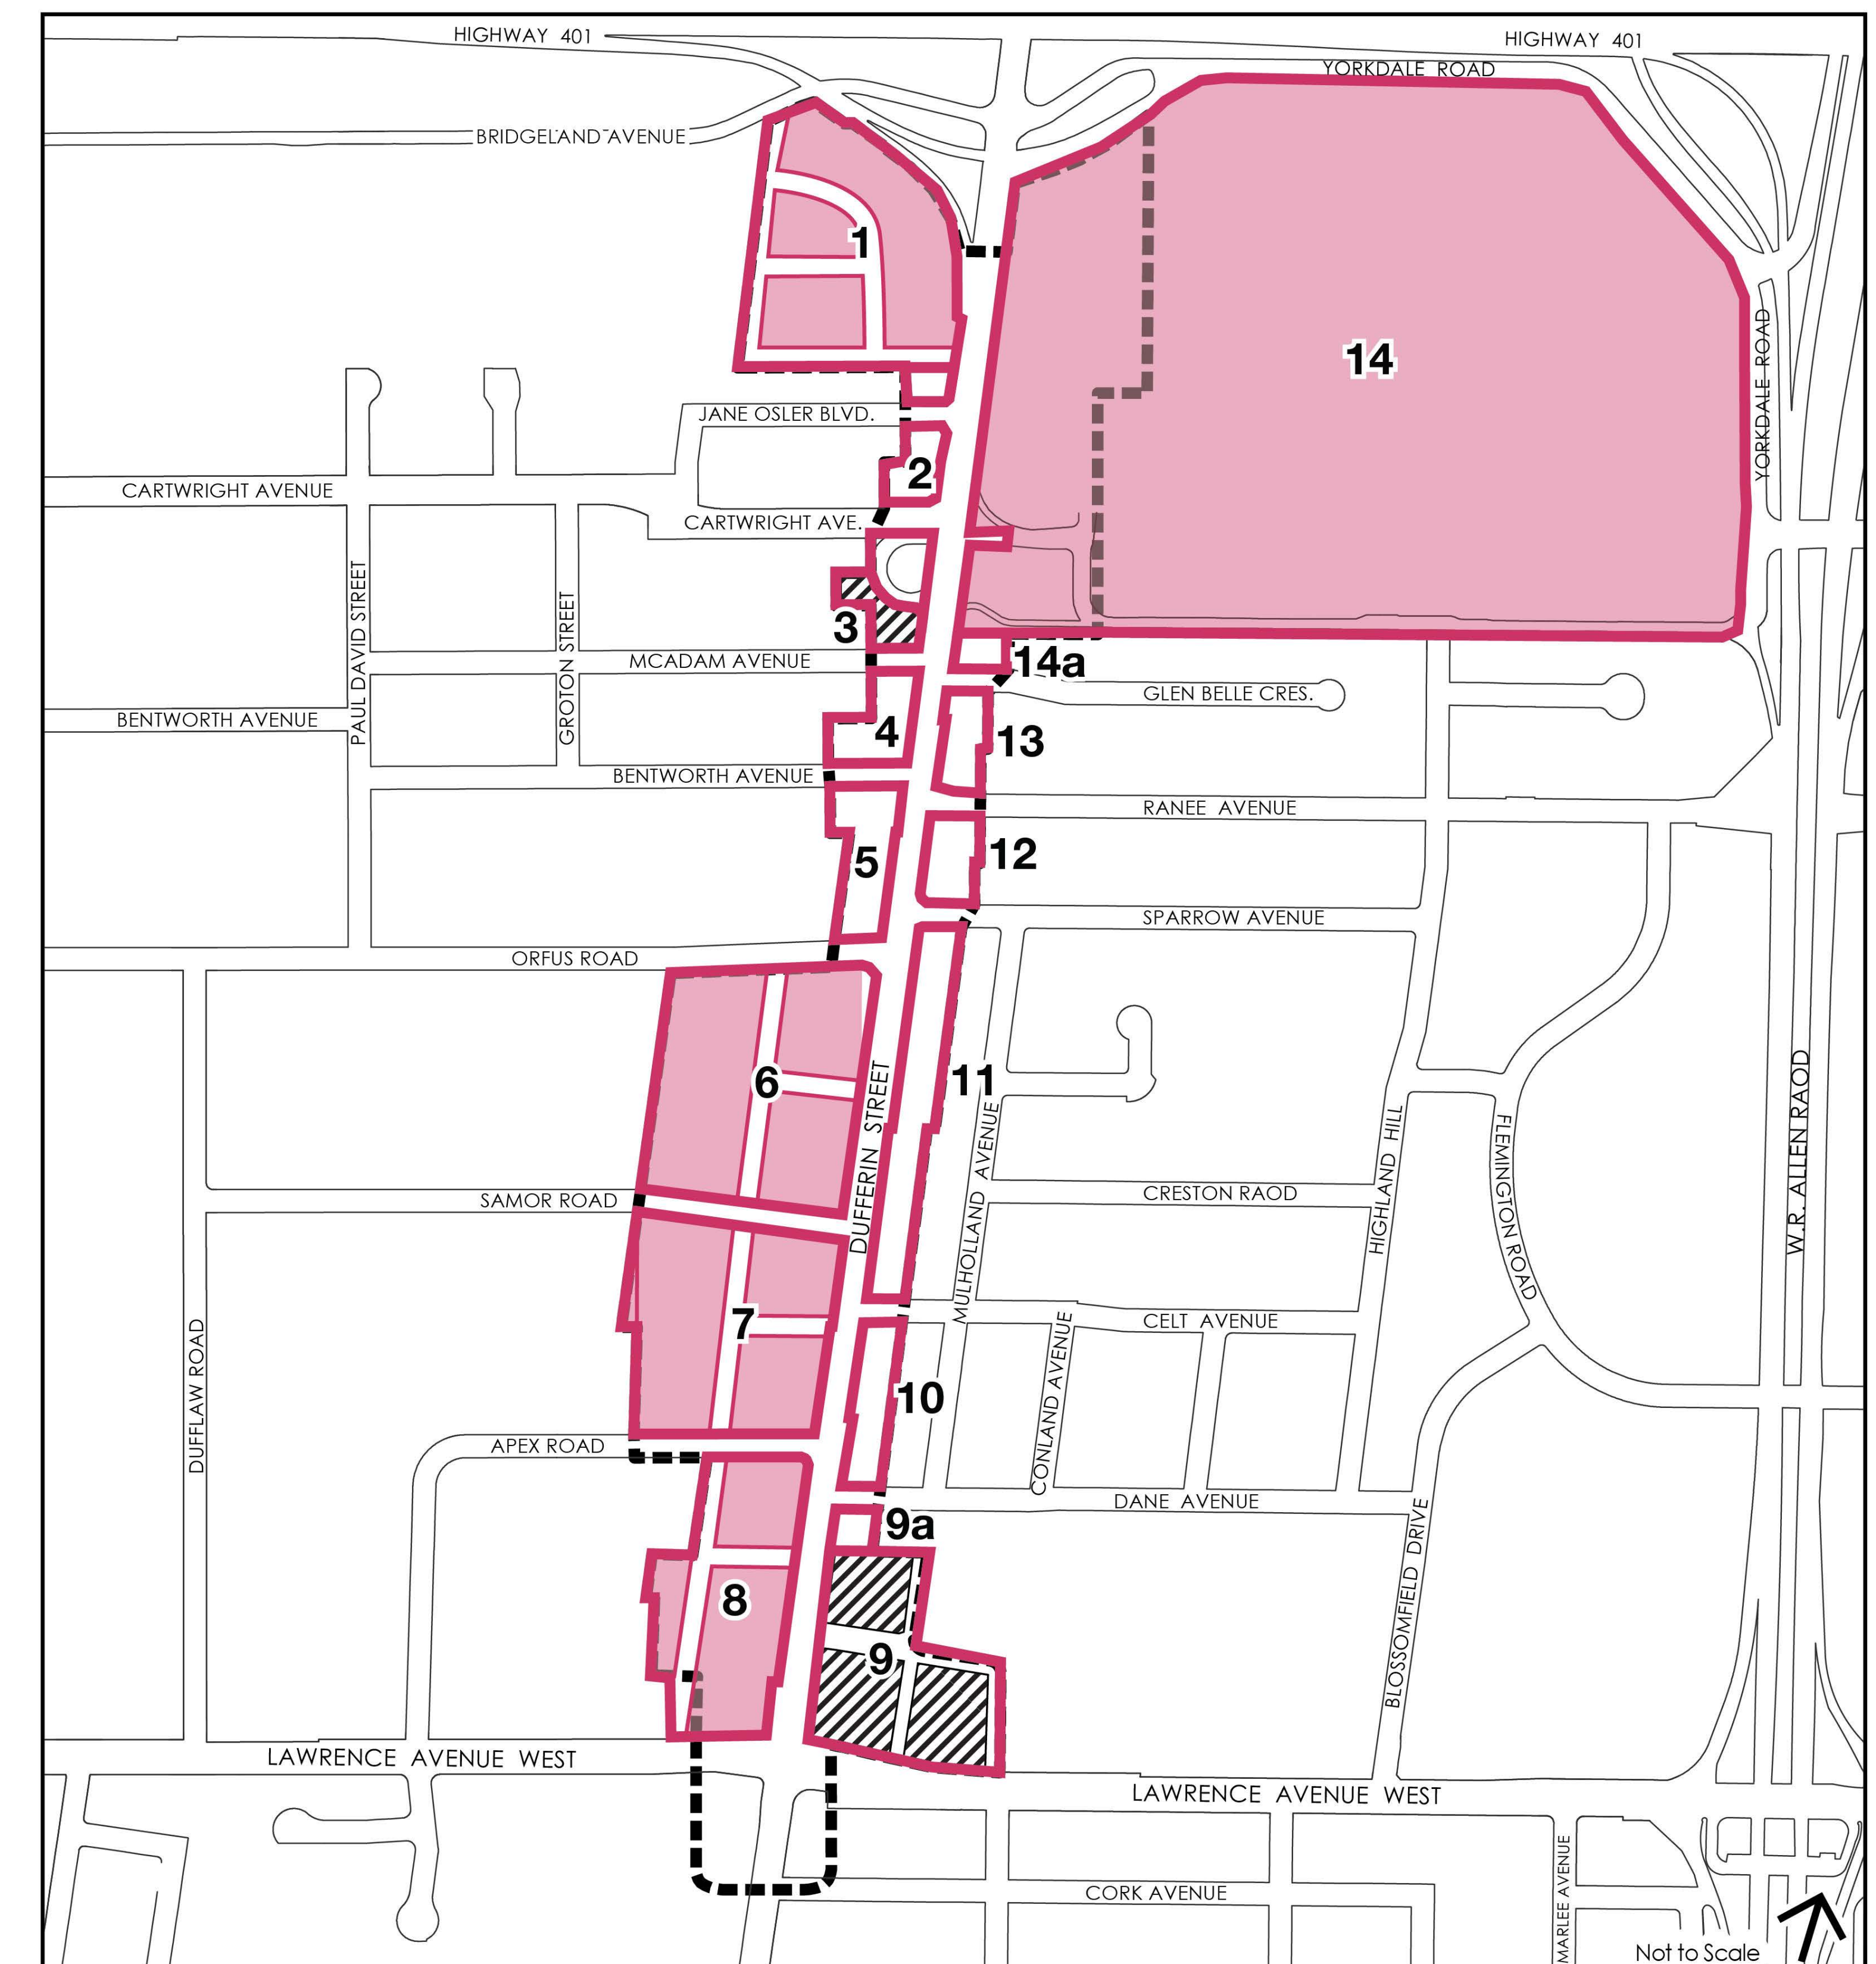 HIGHWAY 401
HIGHWAY 401
YORKDALE ROAD
BRIDGELAND AVENUE
1
14
YORKDALE ROAD
JANE OSLER BLVD.
2
CARTWRIGHT AVENUE
CARTWRIGHT AVE.
PAUL DAVID STREET
GROTON STREET
3
MCADAM AVENUE
14a
GLEN BELLE CRES.
BENTWORTH AVENUE
4
13
BENTWORTH AVENUE
RANEE AVENUE
5
12
SPARROW AVENUE
ORFUS ROAD
6
11
DUFFERIN STREET
MULHOLLAND AVENUE
HIGHLAND HILL
FLEMINGTON ROAD
W.R. ALLEN RAOD
SAMOR ROAD
CRESTON RAOD
7
CELT AVENUE
DUFFLAW ROAD
10
CONLAND AVENUE
APEX ROAD
DANE AVENUE
9a
BLOSSOMFIELD DRIVE
8
9
LAWRENCE AVENUE WEST
LAWRENCE AVENUE WEST
CORK AVENUE
MARLEE AVENUE
Not to Scale